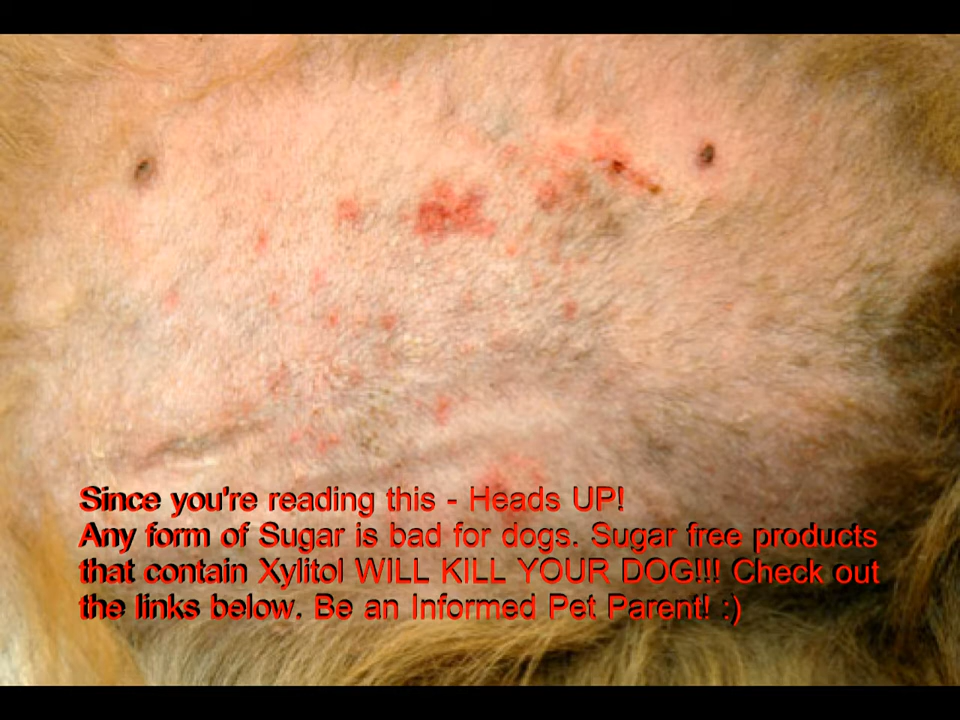 Since you're reading this - Heads UP!
Any form of Sugar is bad for dogs. Sugar free products
that contain Xylitol WILL KILL YOUR DOG!!! Check out
the links below. Be an Informed Pet Parent! :)